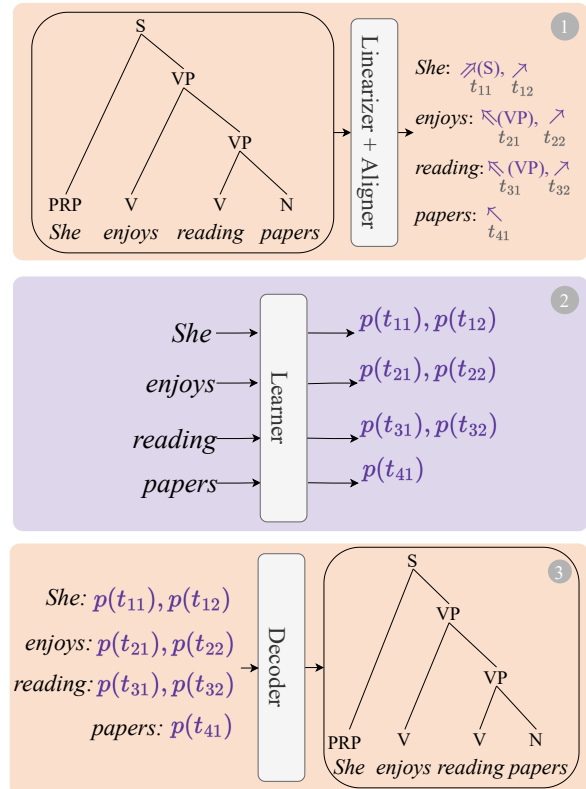 1
S
VP
VP
PRP V V N
She enjoys reading papers
Linearizer + Aligner
She: ⇗(S), ↗
t11 t12
enjoys: ⇖(VP), ↗
t21 t22
reading: ⇖(VP), ↗
t31 t32
papers: ↖
t41
2
She
enjoys
reading
papers
Learner
p(t11), p(t12)
p(t21), p(t22)
p(t31), p(t32)
p(t41)
3
She: p(t11), p(t12)
enjoys: p(t21), p(t22)
reading: p(t31), p(t32)
papers: p(t41)
Decoder
S
VP
VP
PRP V V N
She enjoys reading papers